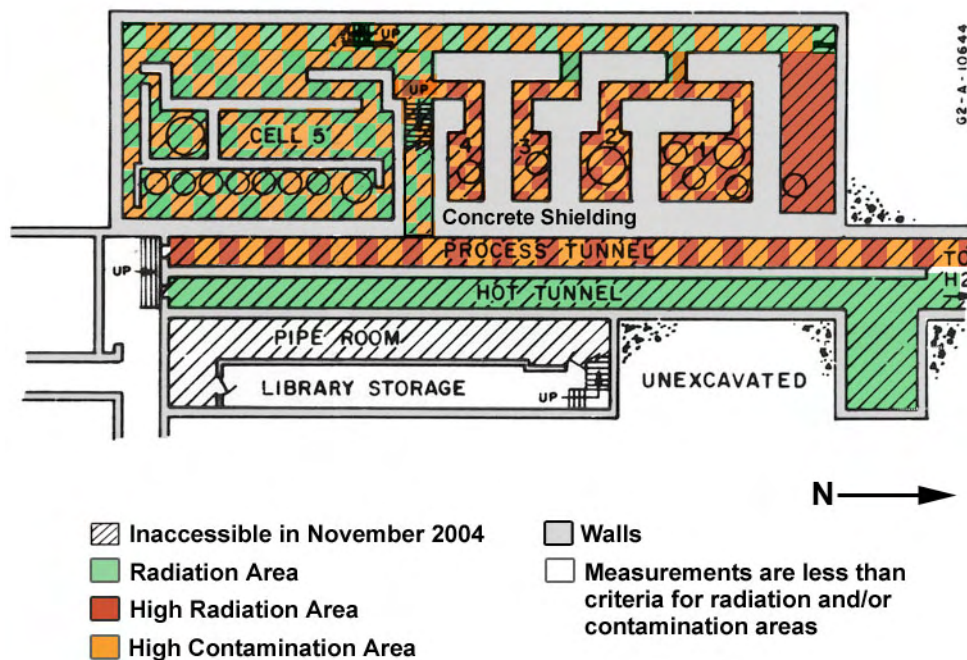 UP
G2-A-10644
UP
CELL 5
4
3
2
1
Concrete Shielding
PROCESS TUNNEL
TO
UP
H2
HOT TUNNEL
PIPE ROOM
LIBRARY STORAGE
UP
UNEXCAVATED
N
Inaccessible in November 2004
Walls
Radiation Area
Measurements are less than
criteria for radiation and/or
contamination areas
High Radiation Area
High Contamination Area